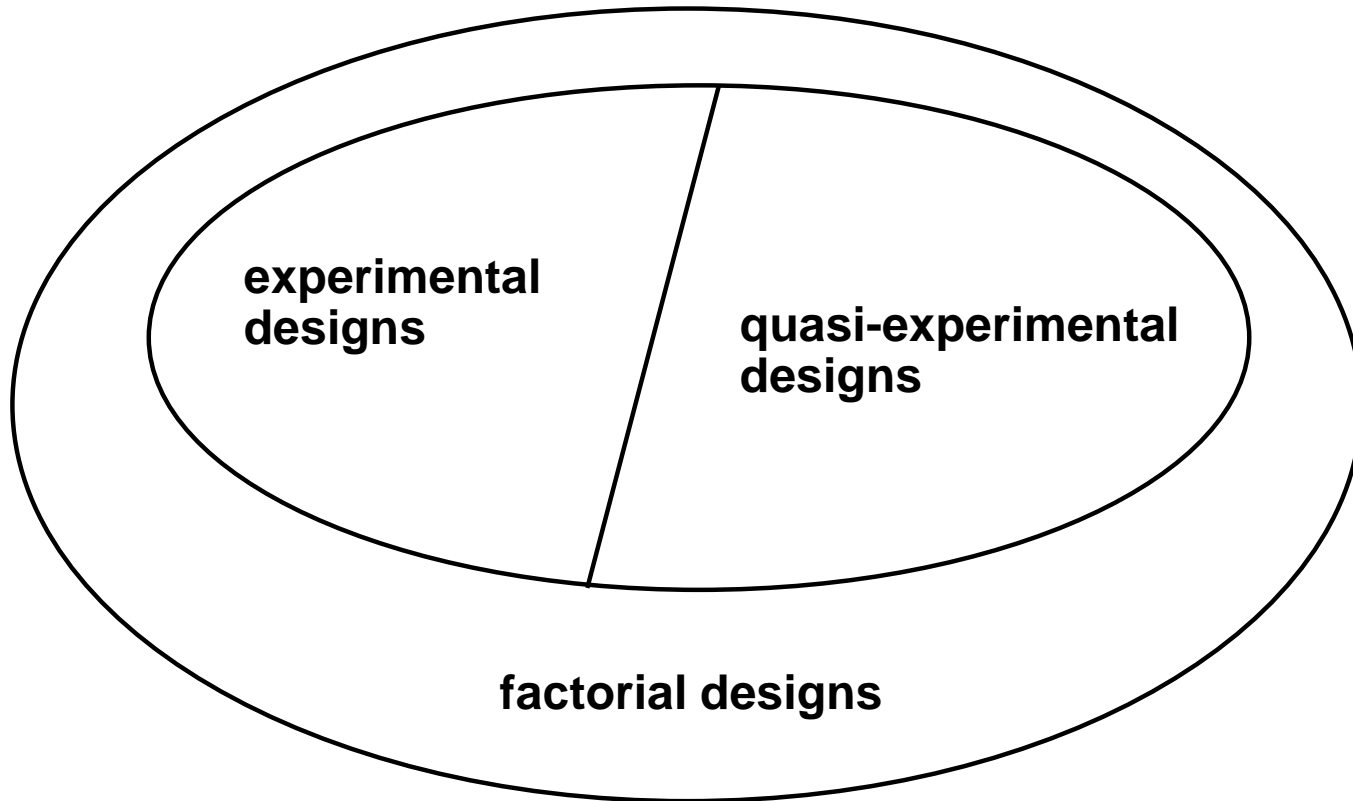 experimental
designs
quasi-experimental
designs
factorial designs